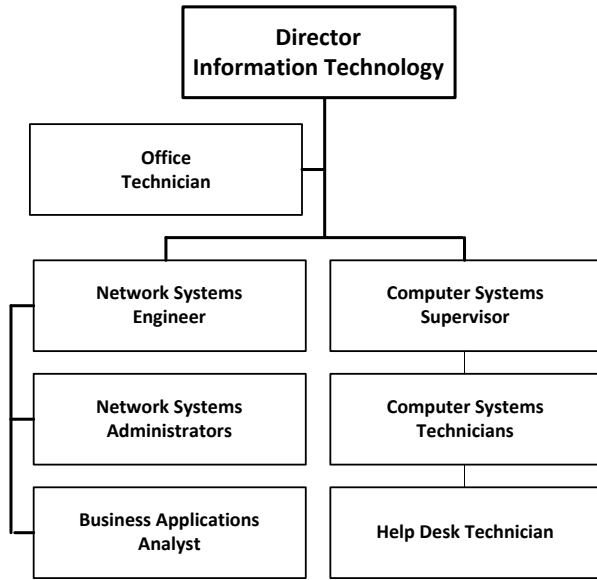 Director
Information Technology
Office
Technician
Network Systems
Engineer
Computer Systems
Supervisor
Network Systems
Administrators
Computer Systems
Technicians
Business Applications
Analyst
Help Desk Technician